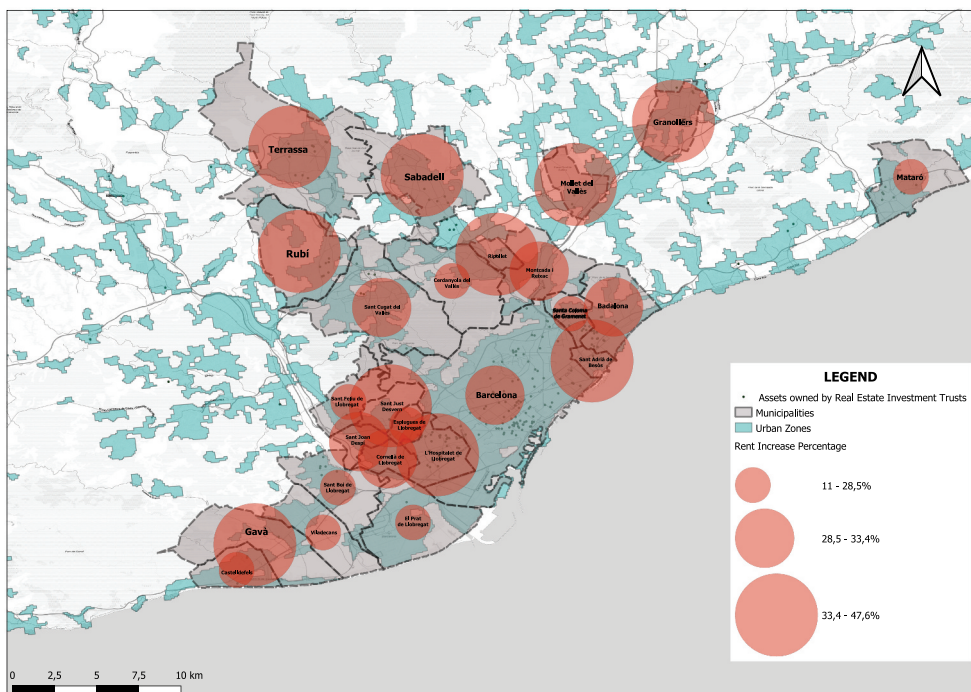 Granollers
Terrassa
Sabadell
Mollet del
Vallès
Mataró
Rubí
Ripollet
Montcada i
Reixac
Cerdanyola del
Vallès
Sant Cugat del
Vallès
Badalona
Santa Coloma
de Gramenet
Sant Adrià de
Besòs
Barcelona
Sant Feliu de
Llobregat
Sant Just
Desvern
Esplugues de
Llobregat
Sant Joan
Despí
Cornellà de
Llobregat
L'Hospitalet de
Llobregat
Sant Boi de
Llobregat
El Prat
de Llobregat
Viladecans
Gavà
Castelldefels
LEGEND
Assets owned by Real Estate Investment Trusts
Municipalities
Urban Zones
Rent Increase Percentage
11 - 28,5%
28,5 - 33,4%
33,4 - 47,6%
0 2,5 5 7,5 10 km